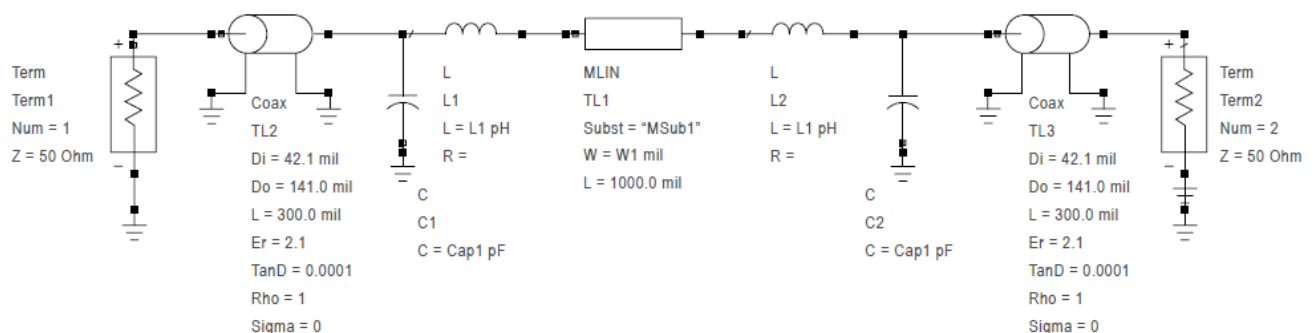 +
Term
Term1
Num = 1
Z = 50 Ohm
−
Coax
TL2
Di = 42.1 mil
Do = 141.0 mil
L = 300.0 mil
Er = 2.1
TanD = 0.0001
Rho = 1
Sigma = 0
L
L1
L = L1 pH
R =
C
C1
C = Cap1 pF
MLIN
TL1
Subst = “MSub1”
W = W1 mil
L = 1000.0 mil
L
L2
L = L1 pH
R =
C
C2
C = Cap1 pF
Coax
TL3
Di = 42.1 mil
Do = 141.0 mil
L = 300.0 mil
Er = 2.1
TanD = 0.0001
Rho = 1
Sigma = 0
+
Term
Term2
Num = 2
Z = 50 Ohm
−